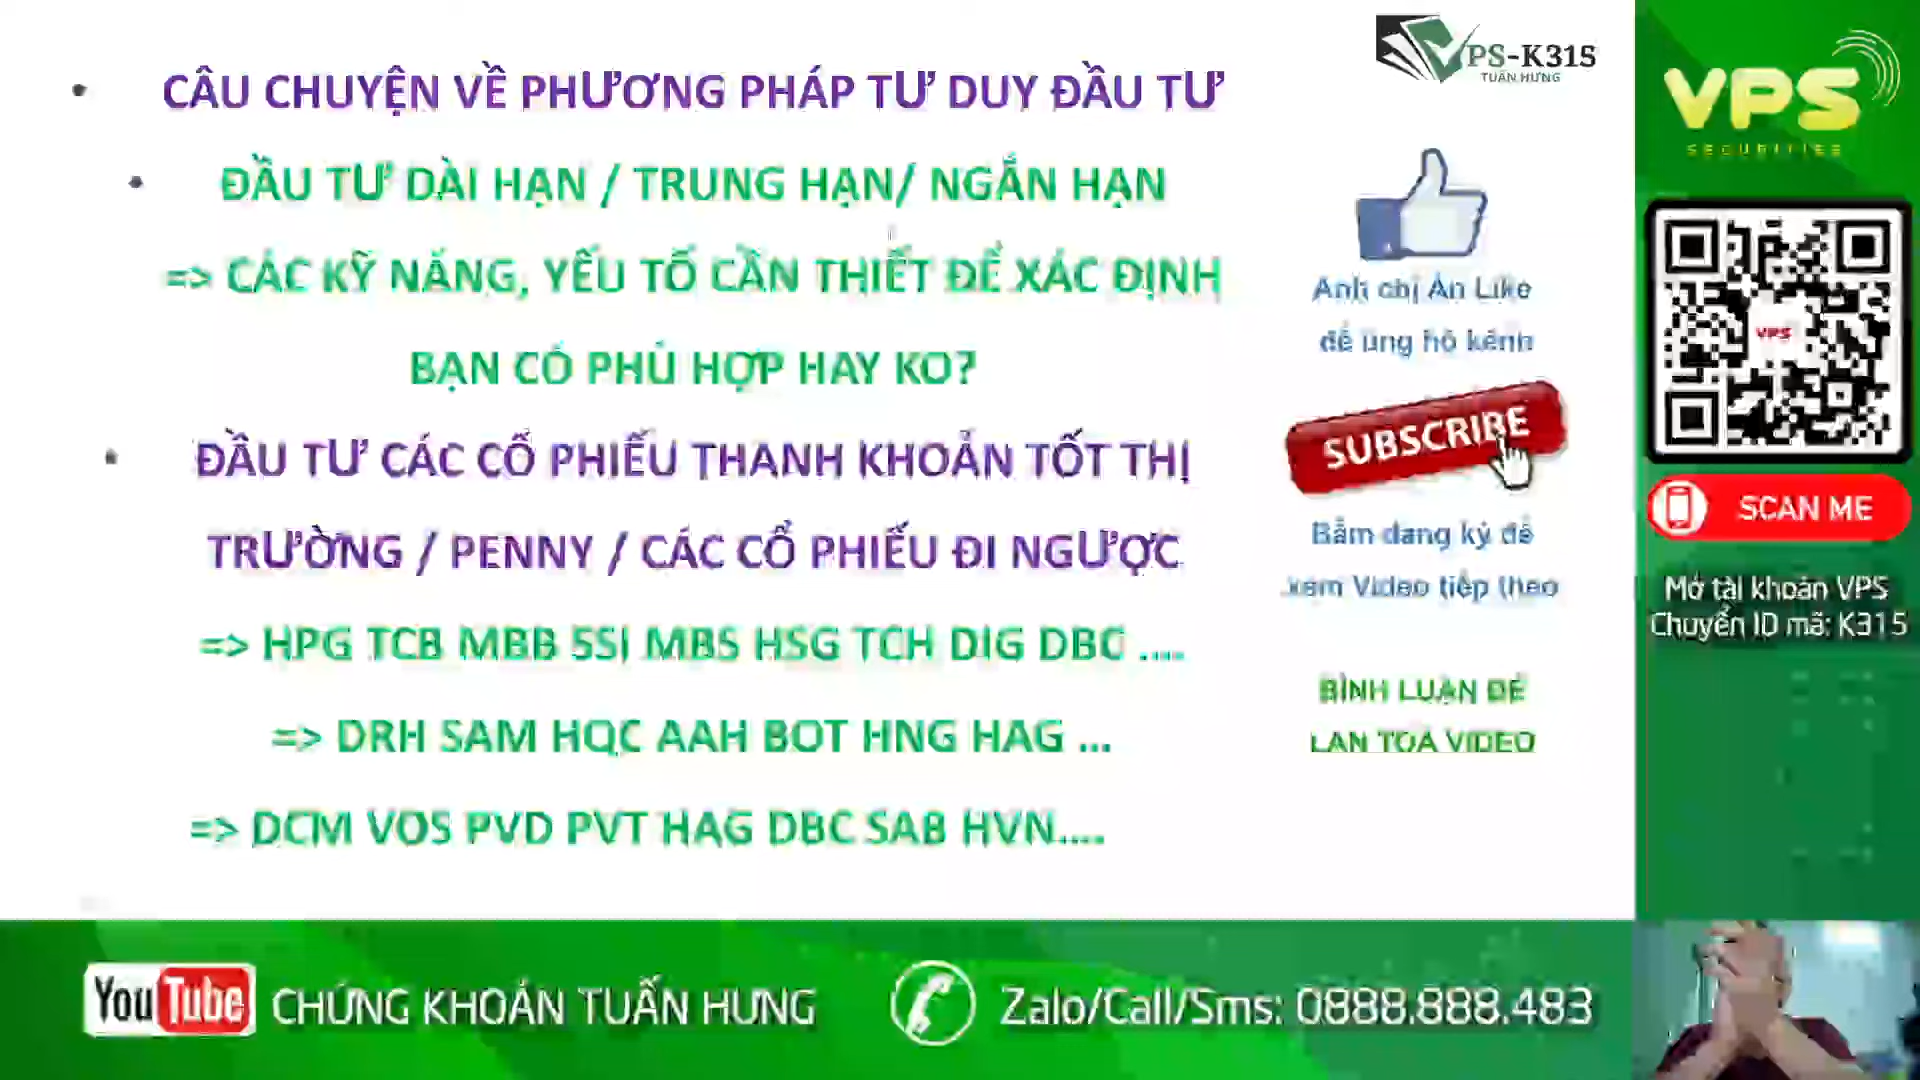 CÂU CHUYỆN VỀ PHƯƠNG PHÁP TƯ DUY ĐẦU TƯ
ĐẦU TƯ DÀI HẠN / TRUNG HẠN/ NGẮN HẠN
=> CÁC KỸ NĂNG, YẾU TỐ CẦN THIẾT ĐỂ XÁC ĐỊNH
BẠN CÓ PHÙ HỢP HAY KO?
ĐẦU TƯ CÁC CỔ PHIẾU THANH KHOẢN TỐT THỊ
TRƯỜNG / PENNY / CÁC CỔ PHIẾU ĐI NGƯỢC
=> HPG TCB MBB SSI MBS HSG TCH DIG DBC ....
=> DRH SAM HQC AAH BOT HNG HAG ...
=> DCM VOS PVD PVT HAG DBC SAB HVN....
VPS-K315
TUẤN HƯNG
Anh chị Ấn Like
để ủng hộ kênh
SUBSCRIBE
Bấm đăng ký để
xem Video tiếp theo
BÌNH LUẬN ĐỂ
LAN TỎA VIDEO
VPS
SECURITIES
VPS
SCAN ME
Mở tài khoản VPS
Chuyển ID mã: K315
YouTube CHỨNG KHOÁN TUẤN HƯNG
Zalo/Call/Sms: 0888.888.483